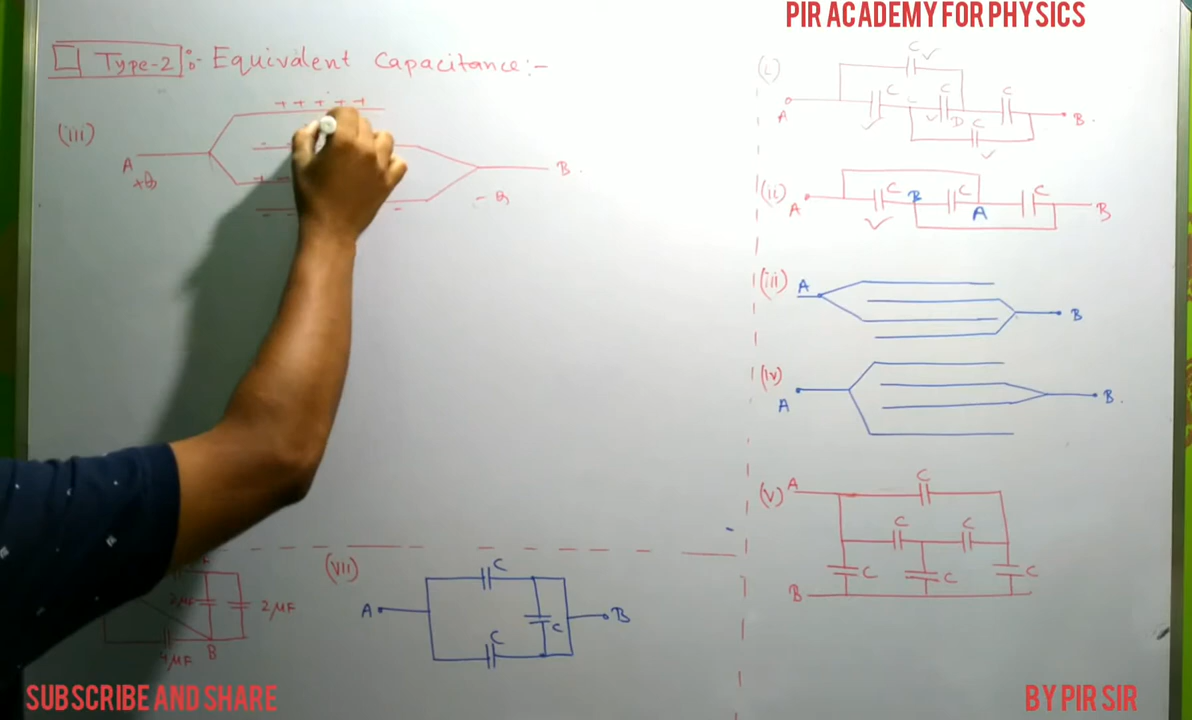 PIR ACADEMY FOR PHYSICS
Type-2 :- Equivalent Capacitance:-
(iii)
+ + + + +
A
+Q
B
- Q
(i)
C
C
C
C
C
A
D
B
(ii)
C
C
C
A
B
A
B
(iii)
A
B
(iv)
A
B
(v)
A
C
C
C
C
C
C
B
2μF
2μF
4μF
B
(vii)
C
A
C
B
C
SUBSCRIBE AND SHARE
BY PIR SIR